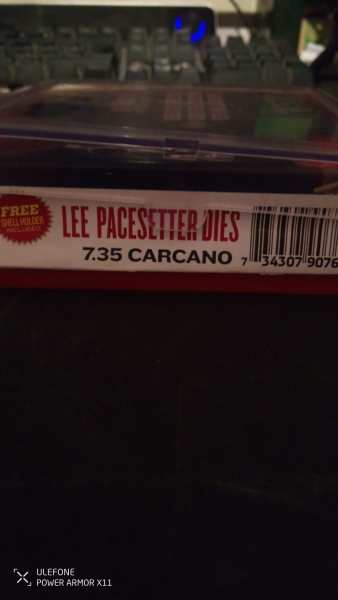 FREE
SHELL HOLDER
INCLUDED
LEE PACESETTER DIES
7.35 CARCANO
7 34307 9076
ULEFONE
POWER ARMOR X11